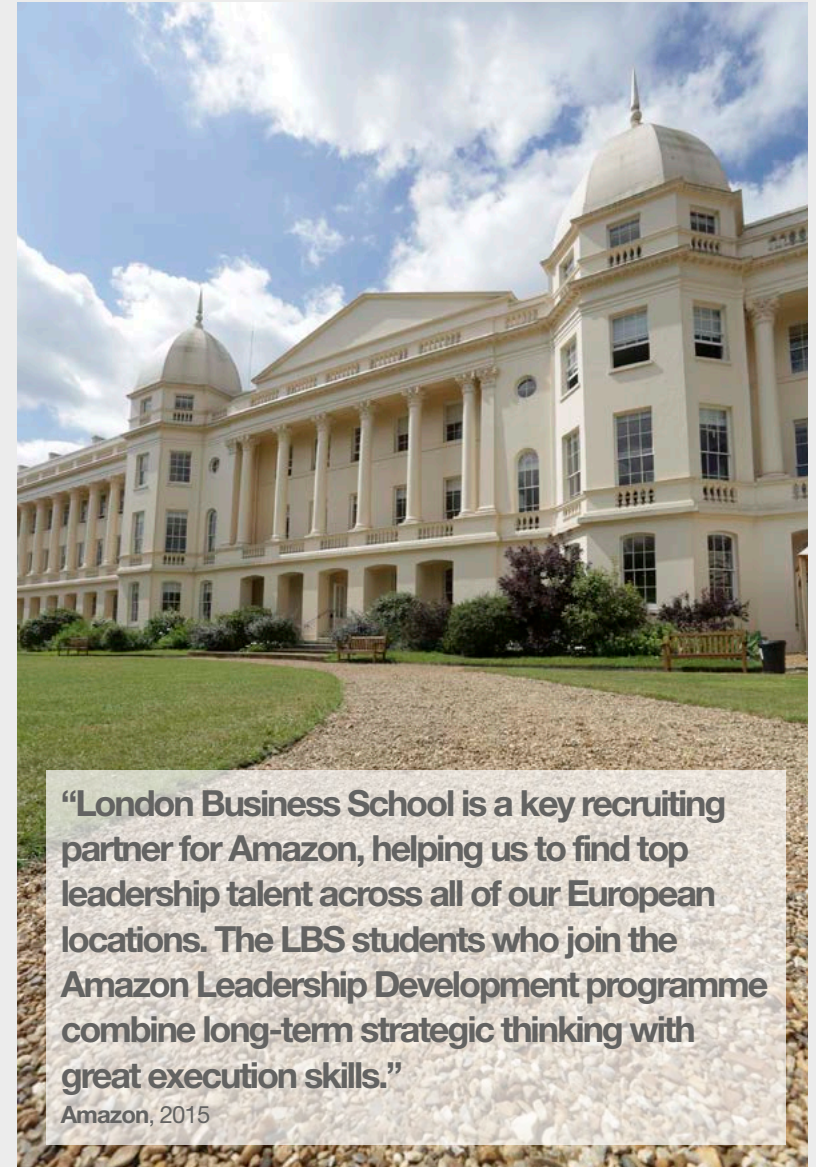 “London Business School is a key recruiting
partner for Amazon, helping us to find top
leadership talent across all of our European
locations. The LBS students who join the
Amazon Leadership Development programme
combine long-term strategic thinking with
great execution skills.”
Amazon, 2015